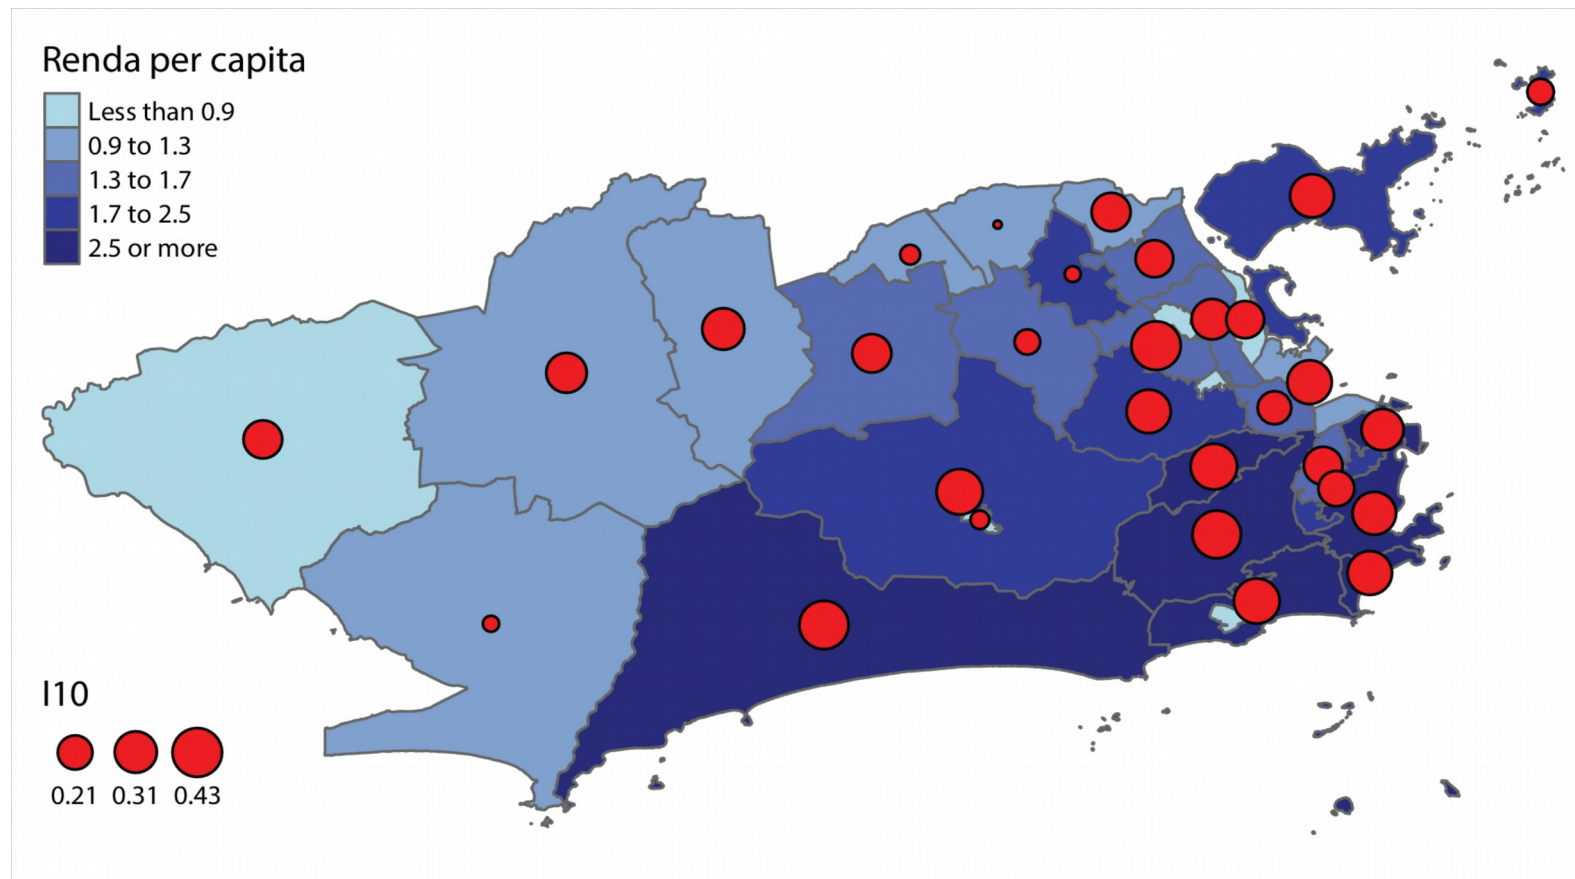 Renda per capita
Less than 0.9
0.9 to 1.3
1.3 to 1.7
1.7 to 2.5
2.5 or more
I10
0.21 0.31 0.43